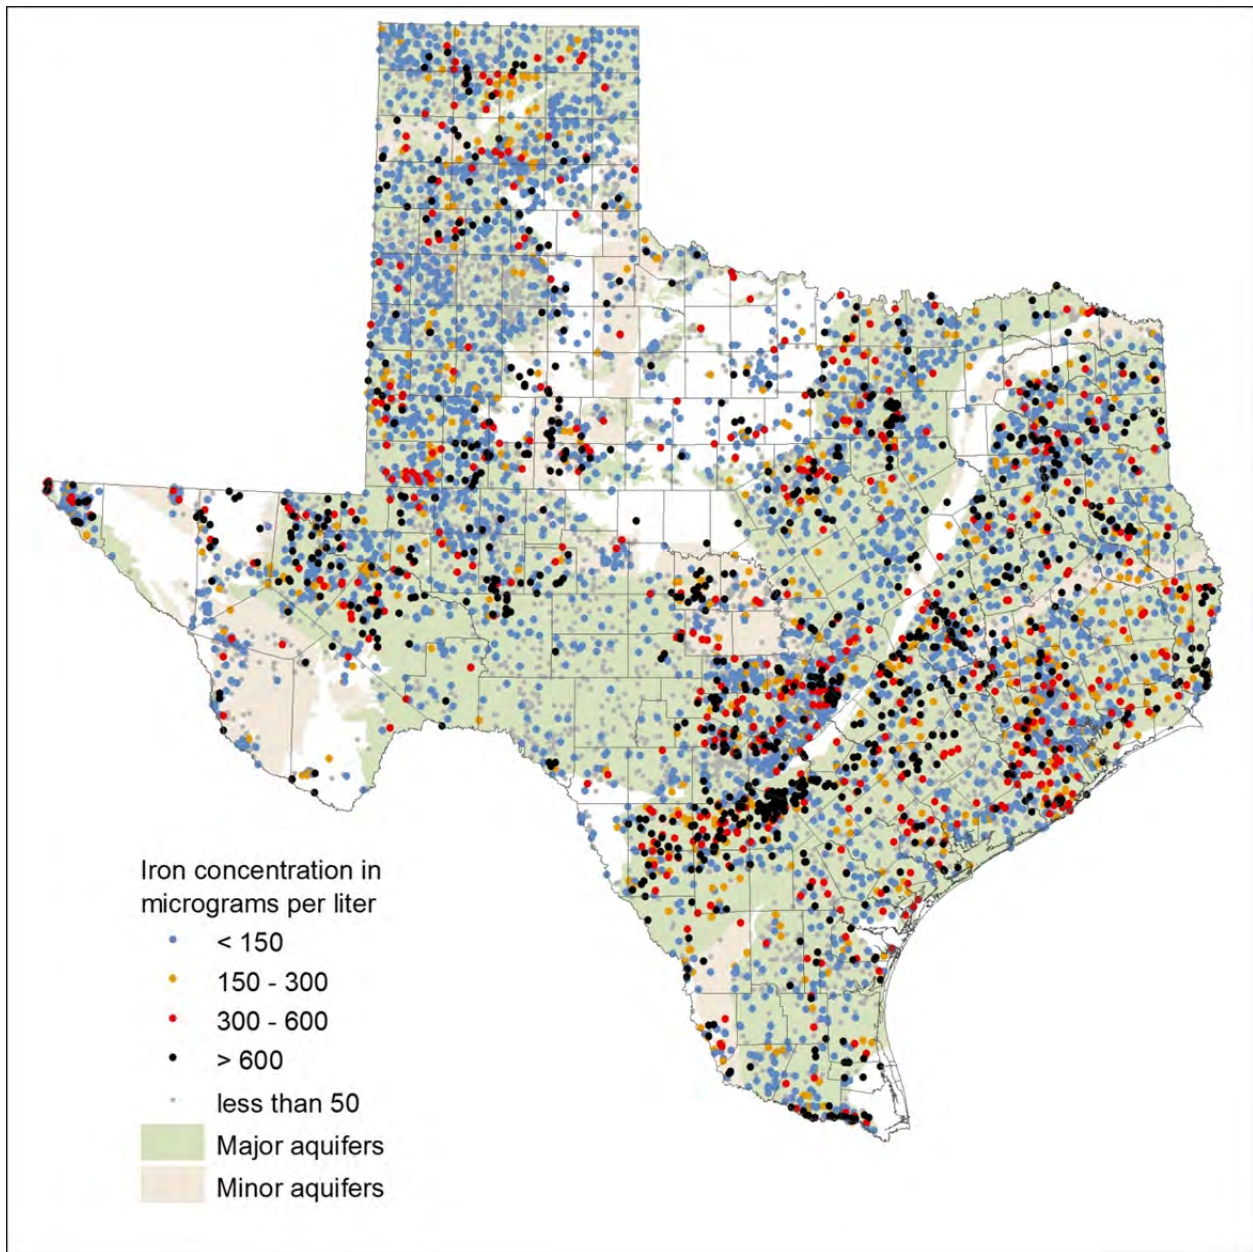 Iron concentration in
micrograms per liter
< 150
150 - 300
300 - 600
> 600
less than 50
Major aquifers
Minor aquifers